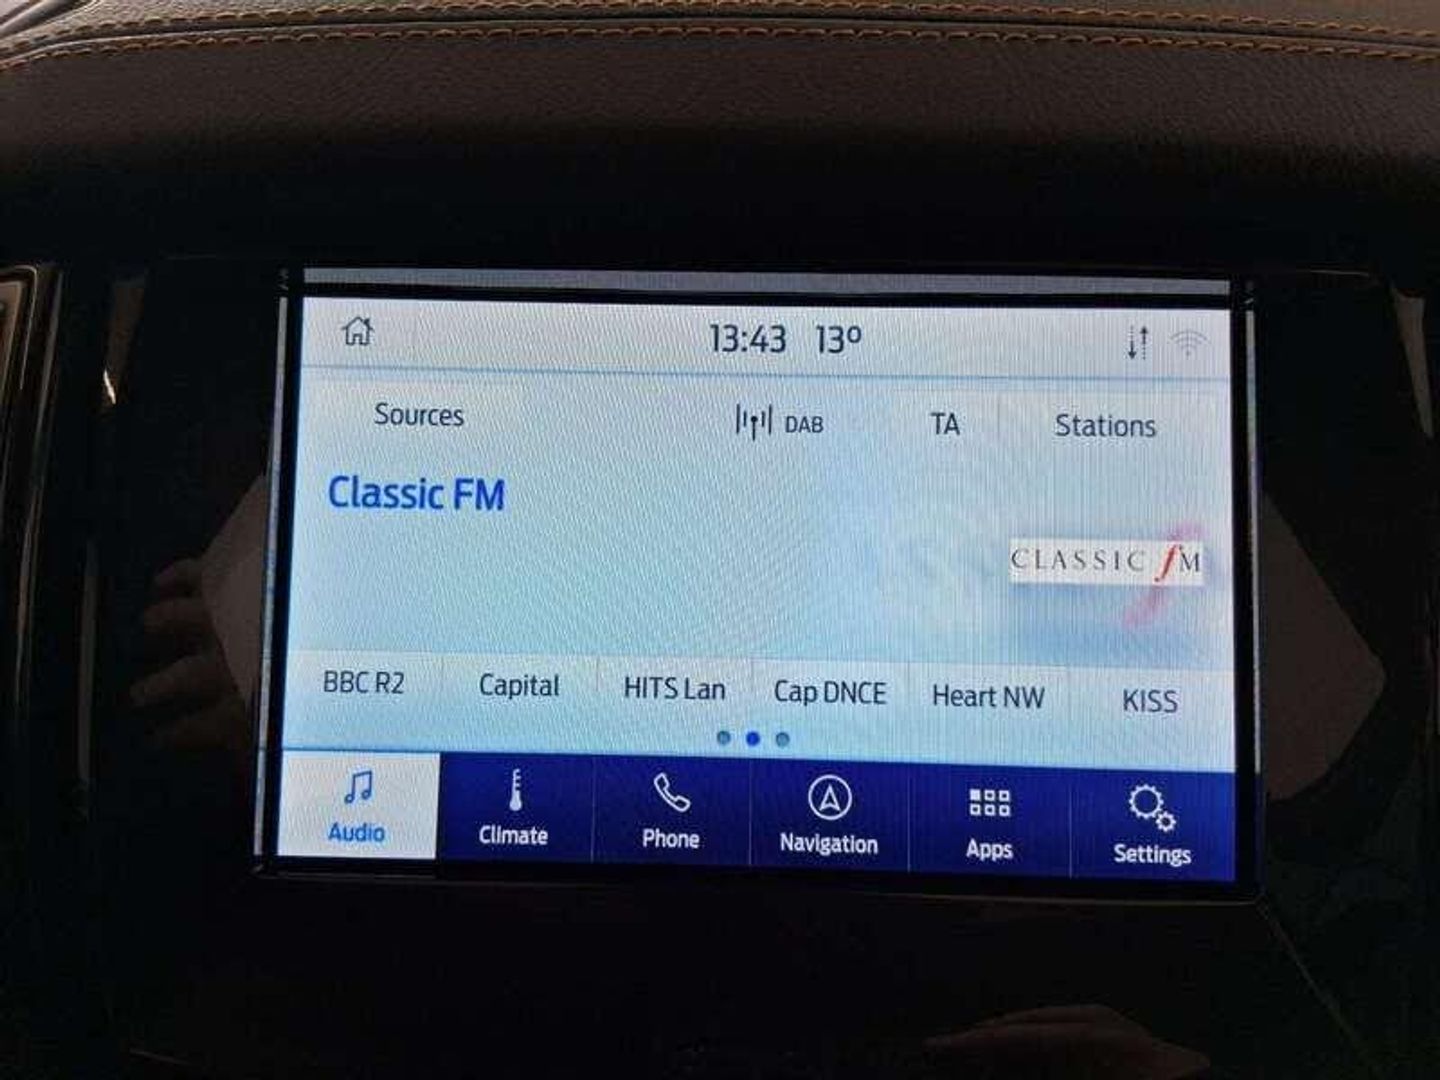 13:43 13º
Sources DAB TA Stations
Classic FM
CLASSIC fM
BBC R2 Capital HITS Lan Cap DNCE Heart NW KISS
Audio Climate Phone Navigation Apps Settings